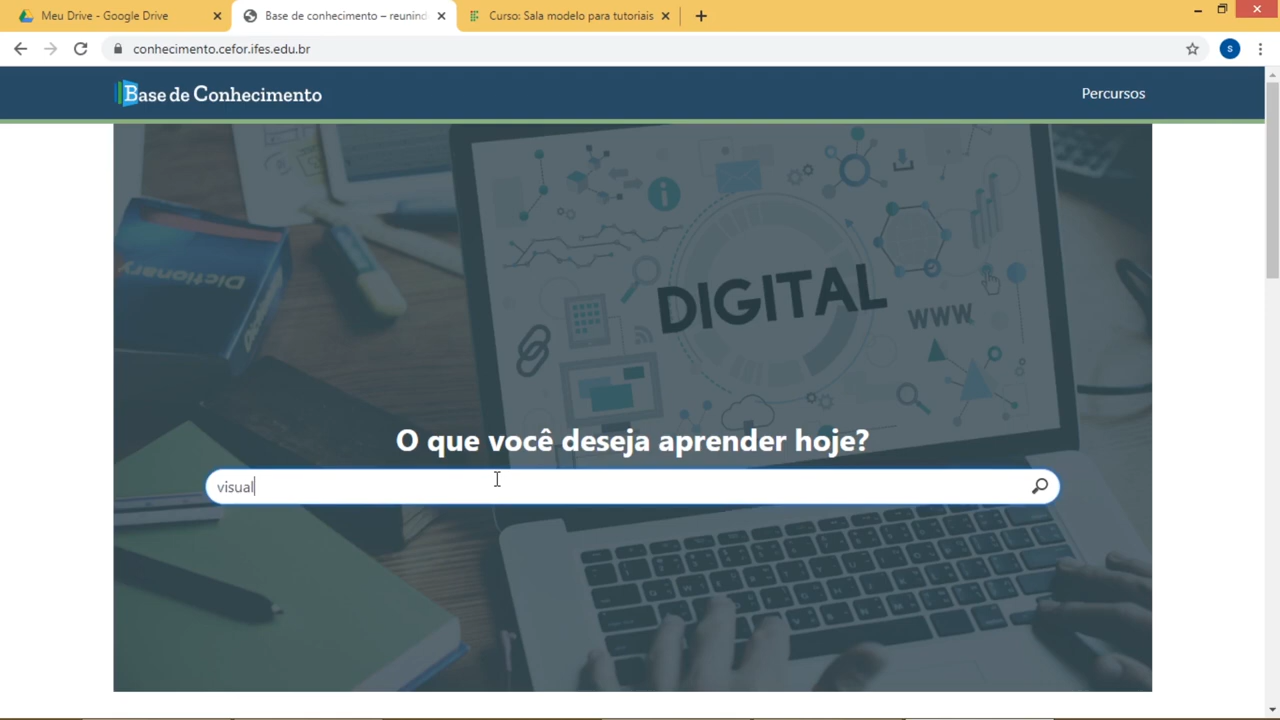 Meu Drive - Google Drive
Base de conhecimento – reunind
Curso: Sala modelo para tutoriais
conhecimento.cefor.ifes.edu.br
S
Base de Conhecimento
Percursos
Dictionary
DIGITAL
WWW
O que você deseja aprender hoje?
visual